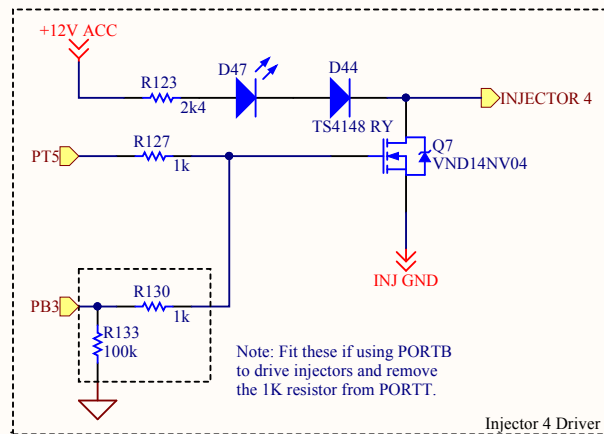 +12V ACC
D47
D44
R123
2k4
TS4148 RY
INJECTOR 4
PT5
R127
1k
Q7
VND14NV04
INJ GND
PB3
R130
1k
R133
100k
Note: Fit these if using PORTB
to drive injectors and remove
the 1K resistor from PORTT.
Injector 4 Driver